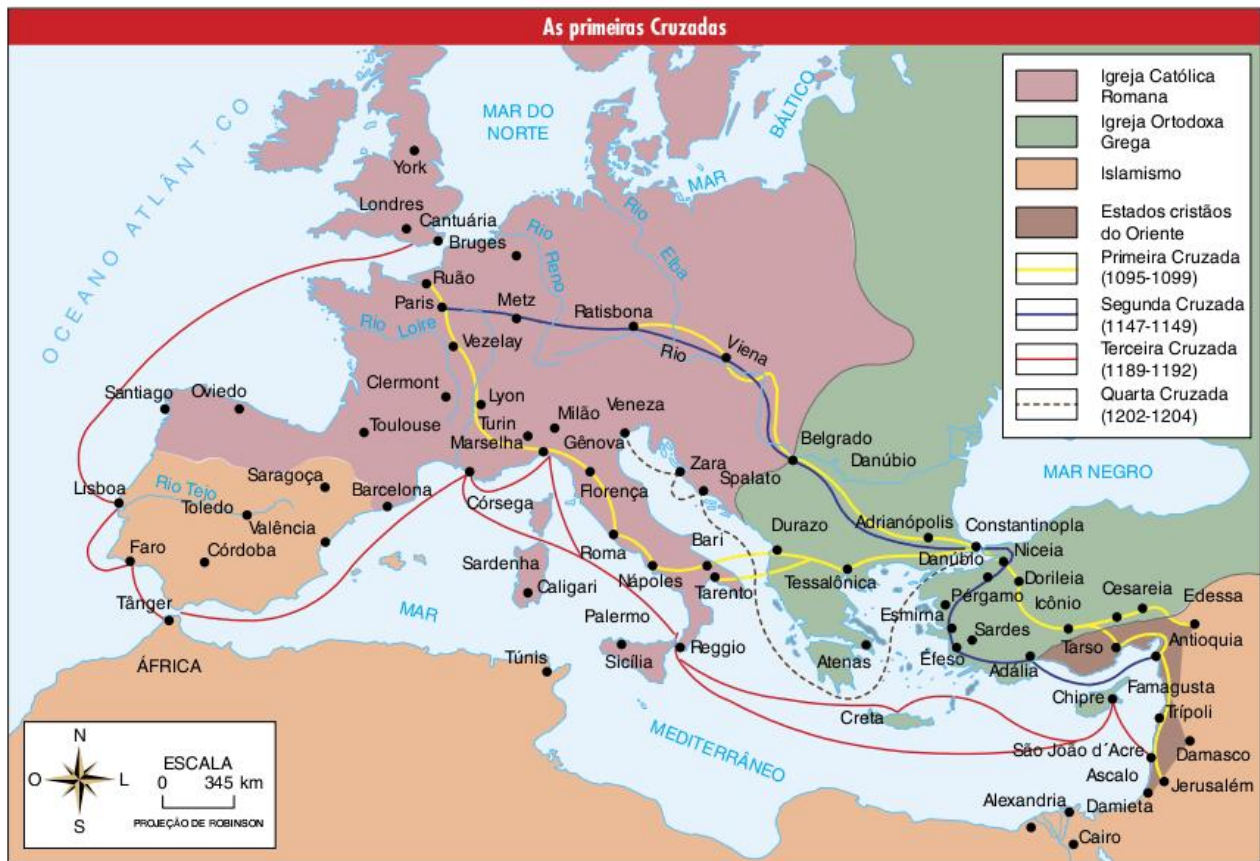 As primeiras Cruzadas
Igreja Católica
Romana
Igreja Ortodoxa
Grega
Islamismo
Estados cristãos
do Oriente
Primeira Cruzada
(1095-1099)
Segunda Cruzada
(1147-1149)
Terceira Cruzada
(1189-1192)
Quarta Cruzada
(1202-1204)
OCEANO ATLÂNT.CO
MAR DO
NORTE
MAR
BÁLTICO
York
Londres
Cantuária
Bruges
Rio
Reno
Rio
Elba
Ruão
Paris
Metz
Ratisbona
Rio Loire
Vezelay
Rio
Viena
Clermont
Lyon
Santiago
Oviedo
Toulouse
Turin
Milão
Veneza
Marselha
Gênova
Belgrado
Danúbio
MAR NEGRO
Saragoça
Zara
Spalato
Lisboa
Rio Tejo
Toledo
Barcelona
Córsega
Florença
Valência
Durazo
Adrianópolis
Constantinopla
Faro
Córdoba
Roma
Bari
Danúbio
Niceia
Sardenha
Nápoles
Tarento
Tessalônica
Dorileia
Caligari
Pérgamo
Icônio
Cesareia
Edessa
Tânger
MAR
Palermo
Esmirna
Sardes
Tarso
Antioquia
ÁFRICA
Túnis
Sicília
Reggio
Atenas
Éfeso
Adália
Famagusta
Chipre
Trípoli
Creta
MEDITERRÂNEO
São João d´Acre
Damasco
Ascalo
Jerusalém
Alexandria
Damieta
Cairo
N
O
L
S
ESCALA
0 345 km
PROJEÇÃO DE ROBINSON